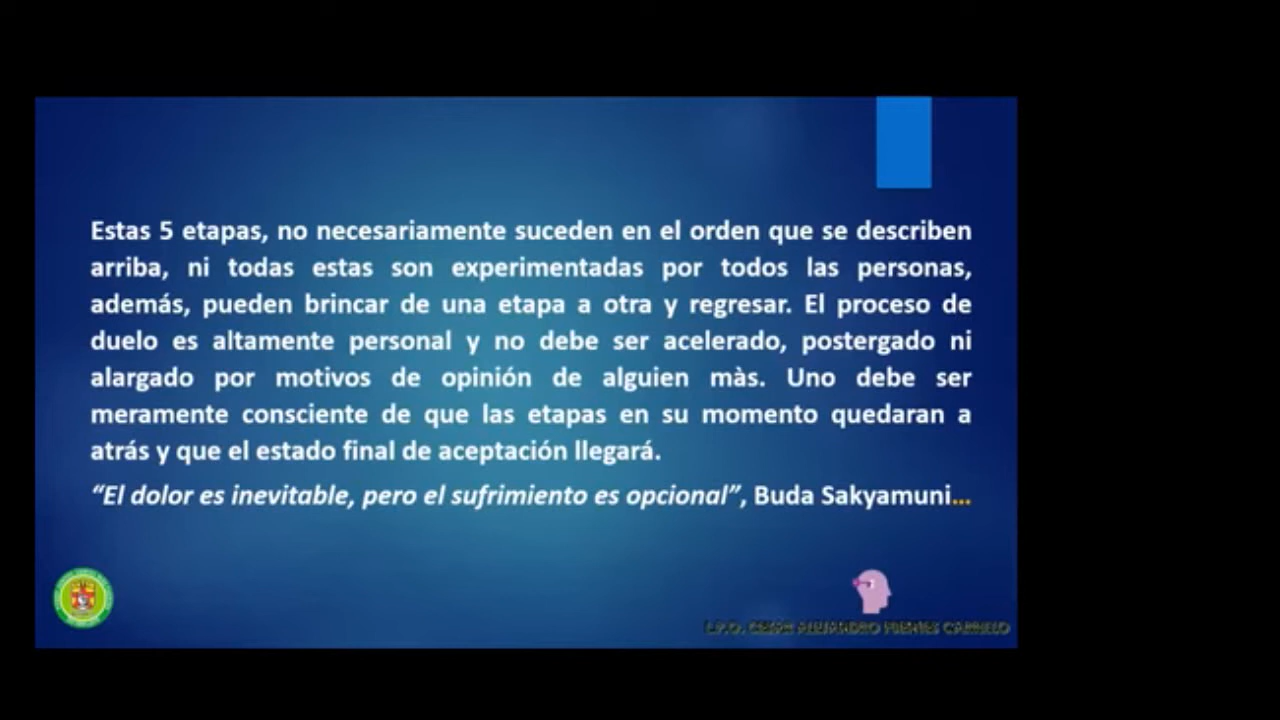 Estas 5 etapas, no necesariamente suceden en el orden que se describen
arriba, ni todas estas son experimentadas por todos las personas,
además, pueden brincar de una etapa a otra y regresar. El proceso de
duelo es altamente personal y no debe ser acelerado, postergado ni
alargado por motivos de opinión de alguien màs. Uno debe ser
meramente consciente de que las etapas en su momento quedaran a
atrás y que el estado final de aceptación llegará.
“El dolor es inevitable, pero el sufrimiento es opcional”, Buda Sakyamuni...
CESAR ALEJANDRO FUENTES CARRILLO